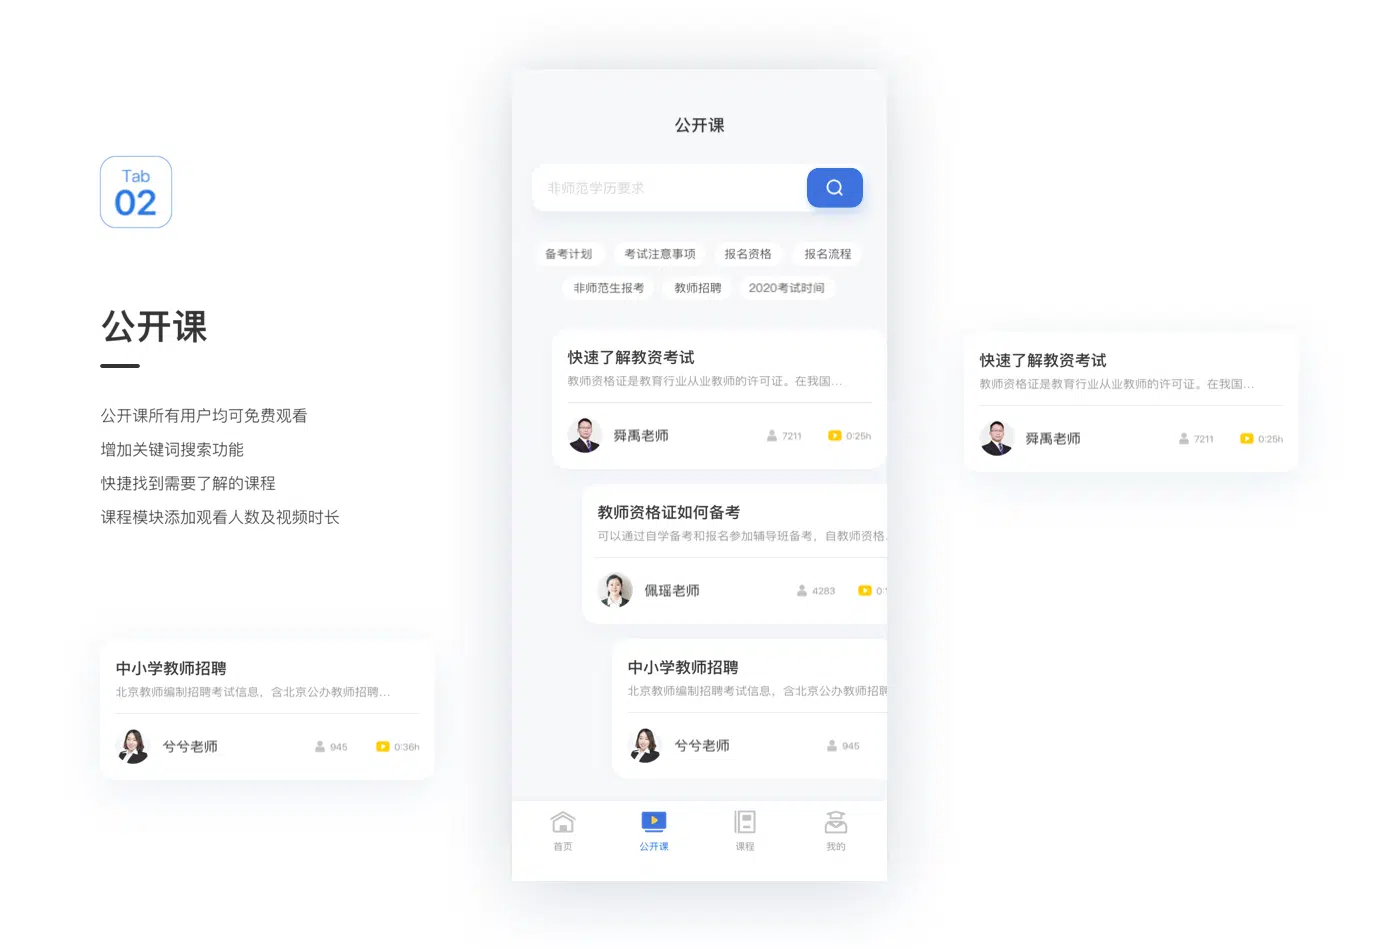 Tab
02
公开课
公开课所有用户均可免费观看
增加关键词搜索功能
快捷找到需要了解的课程
课程模块添加观看人数及视频时长
中小学教师招聘
北京教师编制招聘考试信息，含北京公办教师招聘...
兮兮老师 945 0:36h
公开课
非师范学历要求
备考计划 考试注意事项 报名资格 报名流程
非师范生报考 教师招聘 2020考试时间
快速了解教资考试
教师资格证是教育行业从业教师的许可证。在我国...
舜禹老师 7211 0:25h
教师资格证如何备考
可以通过自学备考和报名参加辅导班备考，自教师资格.
佩瑶老师 4283
中小学教师招聘
北京教师编制招聘考试信息，含北京公办教师招聘
兮兮老师 945
首页 公开课 课程 我的
快速了解教资考试
教师资格证是教育行业从业教师的许可证。在我国...
舜禹老师 7211 0:25h